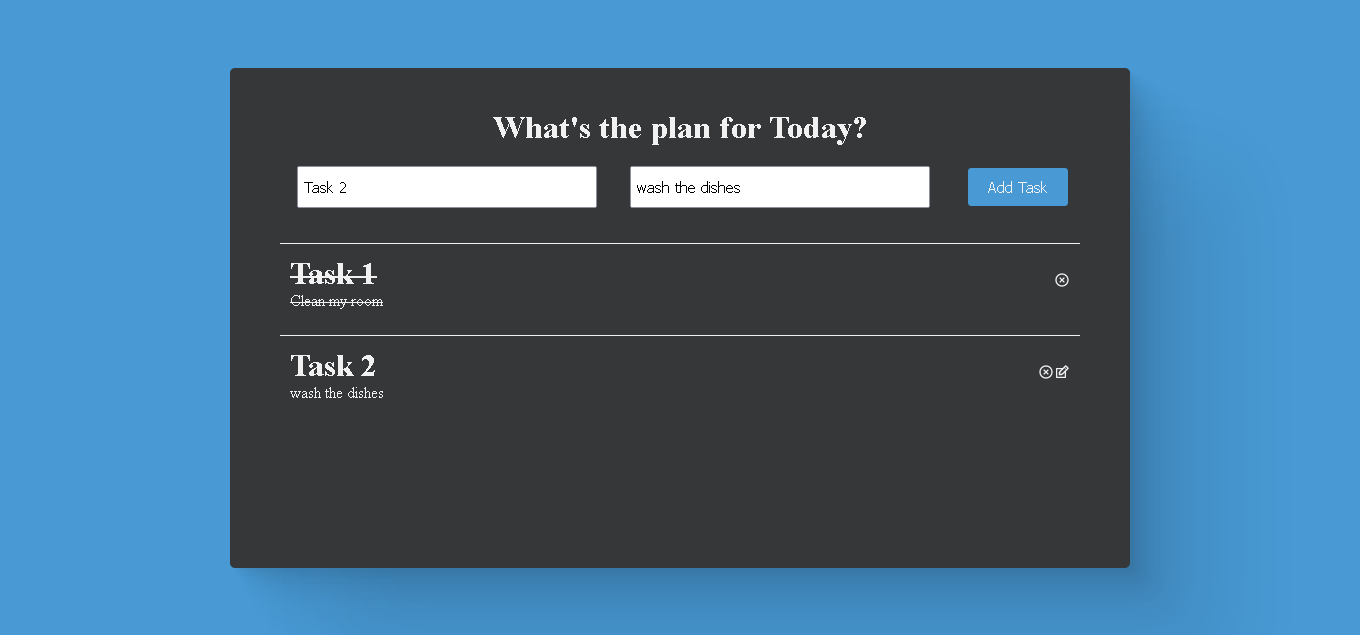 What's the plan for Today?
Task 2
wash the dishes
Add Task
Task 1
Clean my room
Task 2
wash the dishes